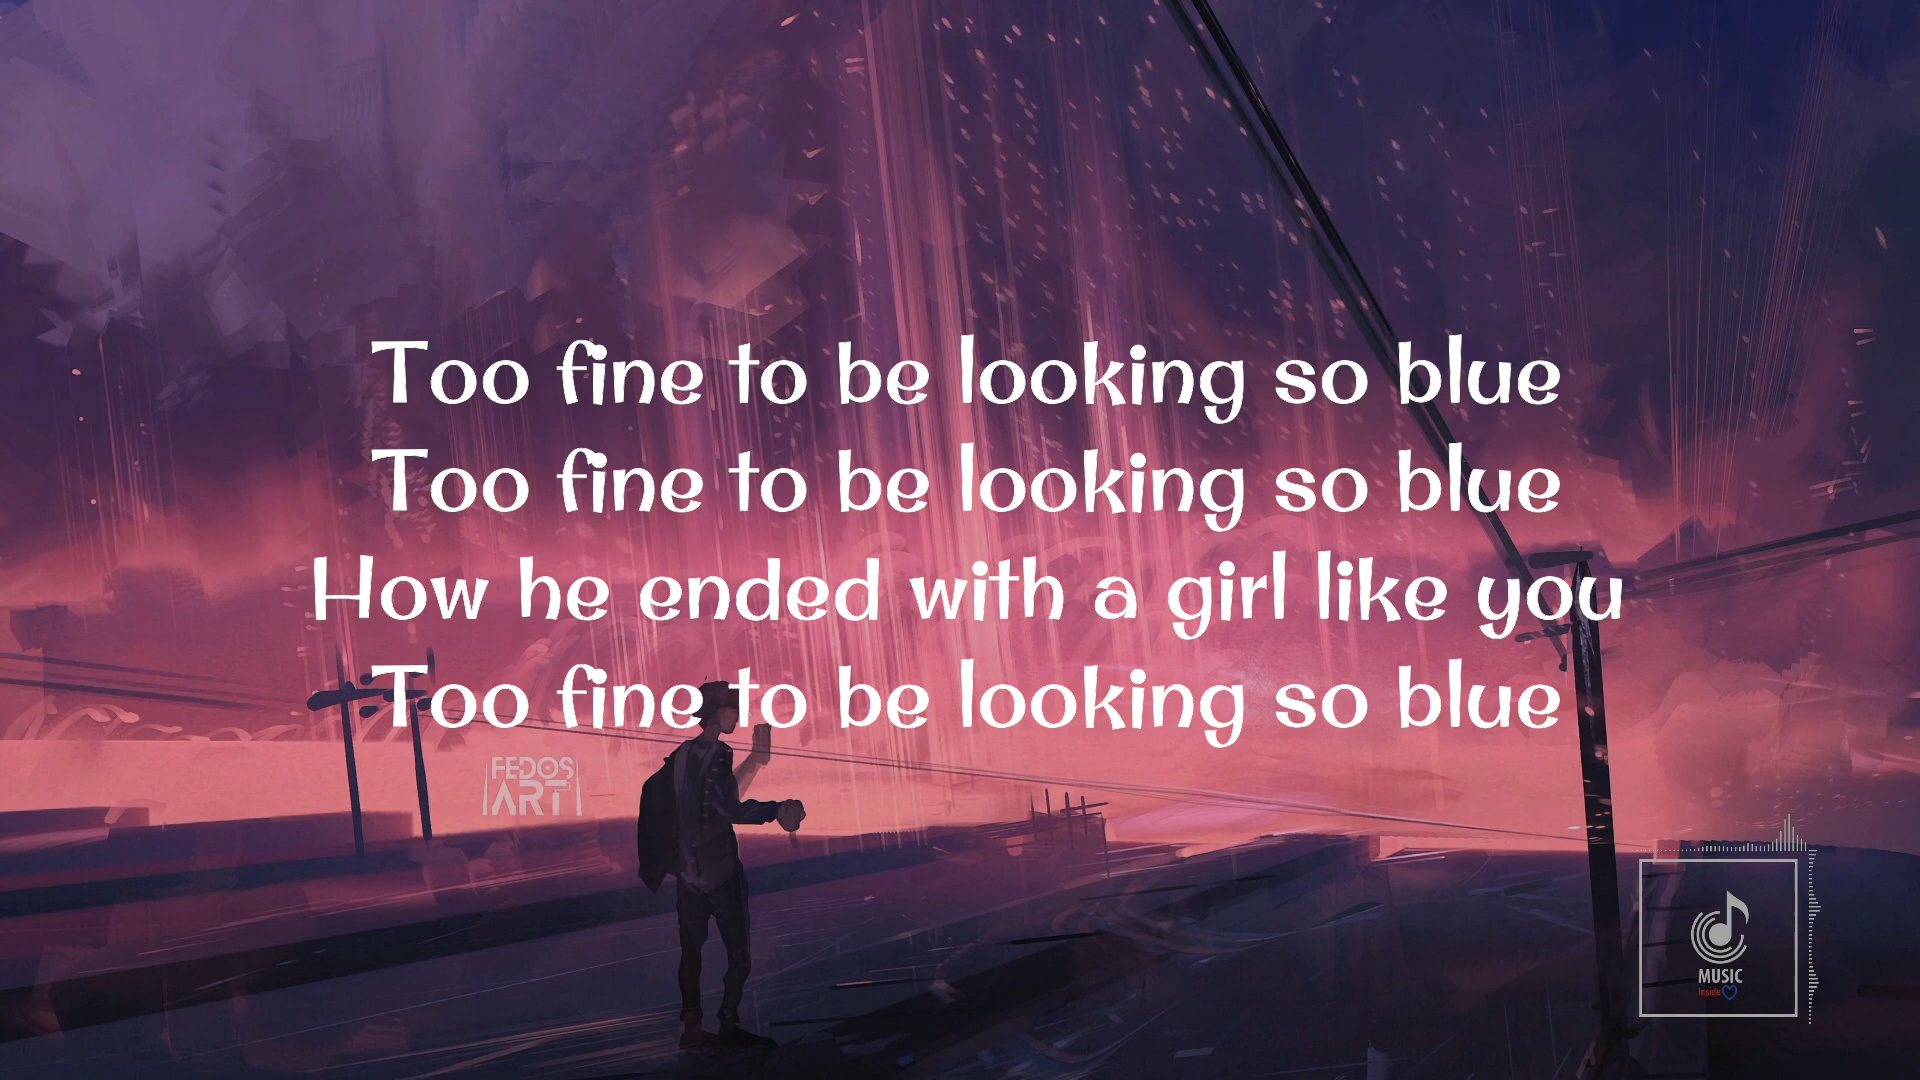 Too fine to be looking so blue
Too fine to be looking so blue
How he ended with a girl like you
Too fine to be looking so blue
FEDOS
ART
MUSIC
Inside